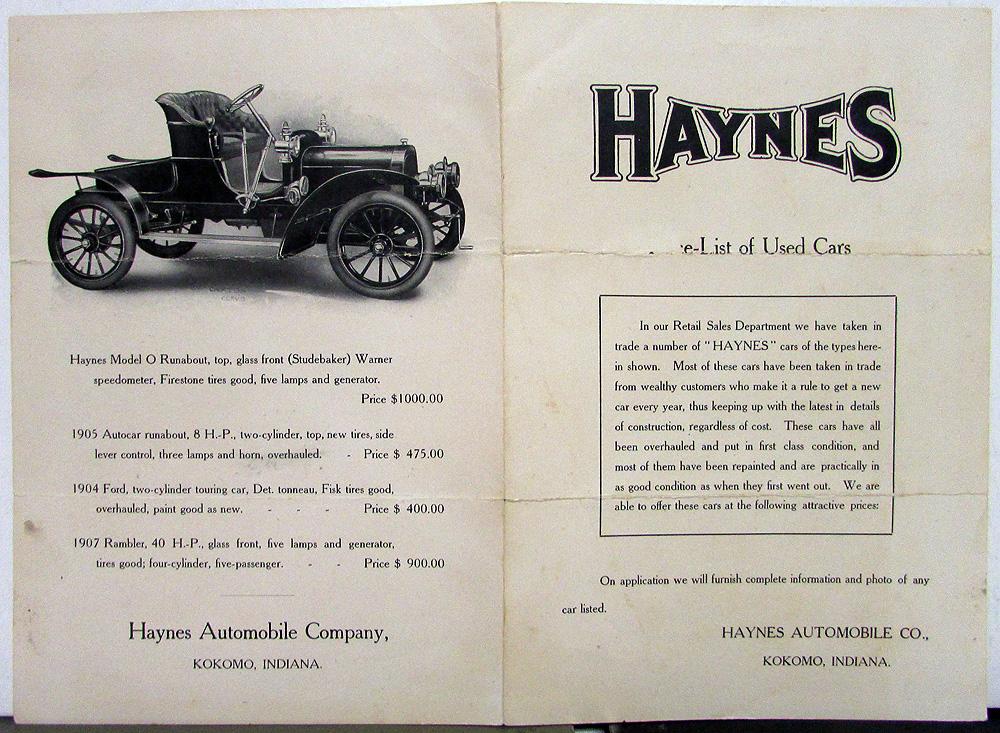 Haynes Model O Runabout, top, glass front (Studebaker) Warner
speedometer, Firestone tires good, five lamps and generator.
Price $1000.00
1905 Autocar runabout, 8 H.-P., two-cylinder, top, new tires, side
lever control, three lamps and horn, overhauled. - Price $ 475.00
1904 Ford, two-cylinder touring car, Det. tonneau, Fisk tires good,
overhauled, paint good as new. - - - Price $ 400.00
1907 Rambler, 40 H.-P., glass front, five lamps and generator,
tires good; four-cylinder, five-passenger. - - Price $ 900.00
Haynes Automobile Company,
KOKOMO, INDIANA.
HAYNES
e-List of Used Cars
In our Retail Sales Department we have taken in
trade a number of "HAYNES" cars of the types here-
in shown. Most of these cars have been taken in trade
from wealthy customers who make it a rule to get a new
car every year, thus keeping up with the latest in details
of construction, regardless of cost. These cars have all
been overhauled and put in first class condition, and
most of them have been repainted and are practically in
as good condition as when they first went out. We are
able to offer these cars at the following attractive prices:
On application we will furnish complete information and photo of any
car listed.
HAYNES AUTOMOBILE CO.,
KOKOMO, INDIANA.